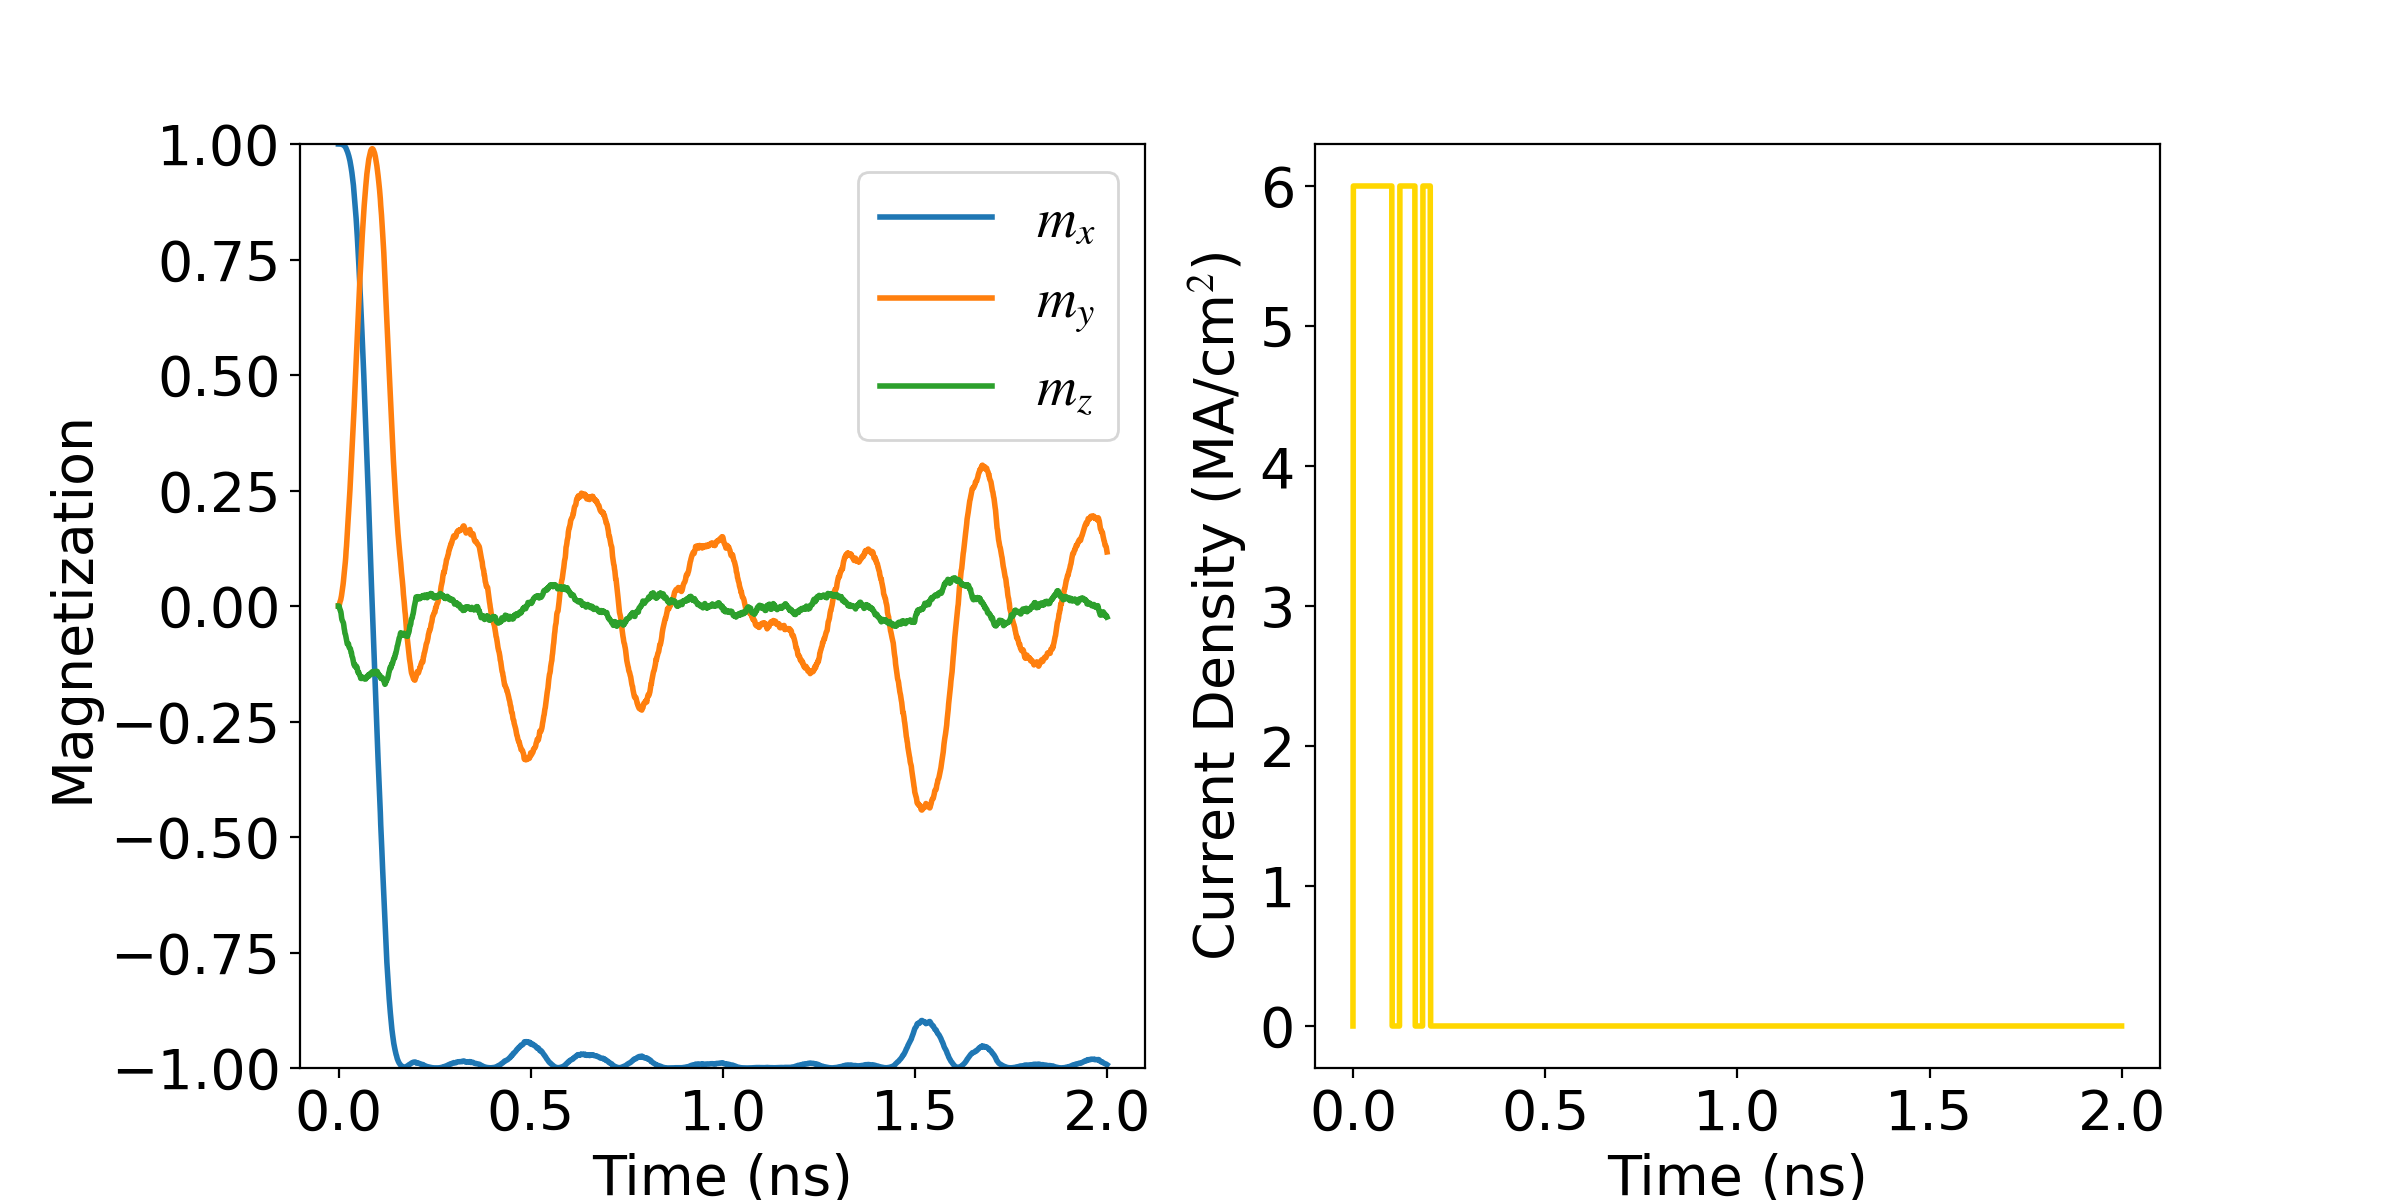 1.00
0.75
0.50
0.25
0.00
−0.25
−0.50
−0.75
−1.00
Magnetization
0.0 0.5 1.0 1.5 2.0
Time (ns)
m_x
m_y
m_z
6
5
4
3
2
1
0
Current Density (MA/cm²)
0.0 0.5 1.0 1.5 2.0
Time (ns)